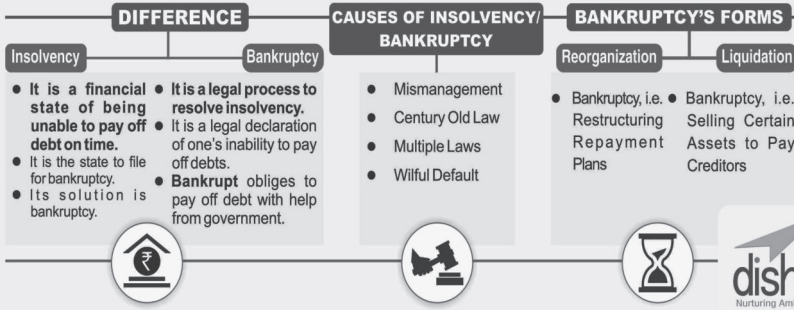 DIFFERENCE
Insolvency
● It is a financial
state of being
unable to pay off
debt on time.
● It is the state to file
for bankruptcy.
● Its solution is
bankruptcy.
Bankruptcy
● It is a legal process to
resolve insolvency.
● It is a legal declaration
of one's inability to pay
off debts.
● Bankrupt obliges to
pay off debt with help
from government.
CAUSES OF INSOLVENCY/
BANKRUPTCY
● Mismanagement
● Century Old Law
● Multiple Laws
● Wilful Default
BANKRUPTCY'S FORMS
Reorganization
● Bankruptcy, i.e.
Restructuring
Repayment
Plans
Liquidation
● Bankruptcy, i.e.
Selling Certain
Assets to Pay
Creditors
₹
Nurturing